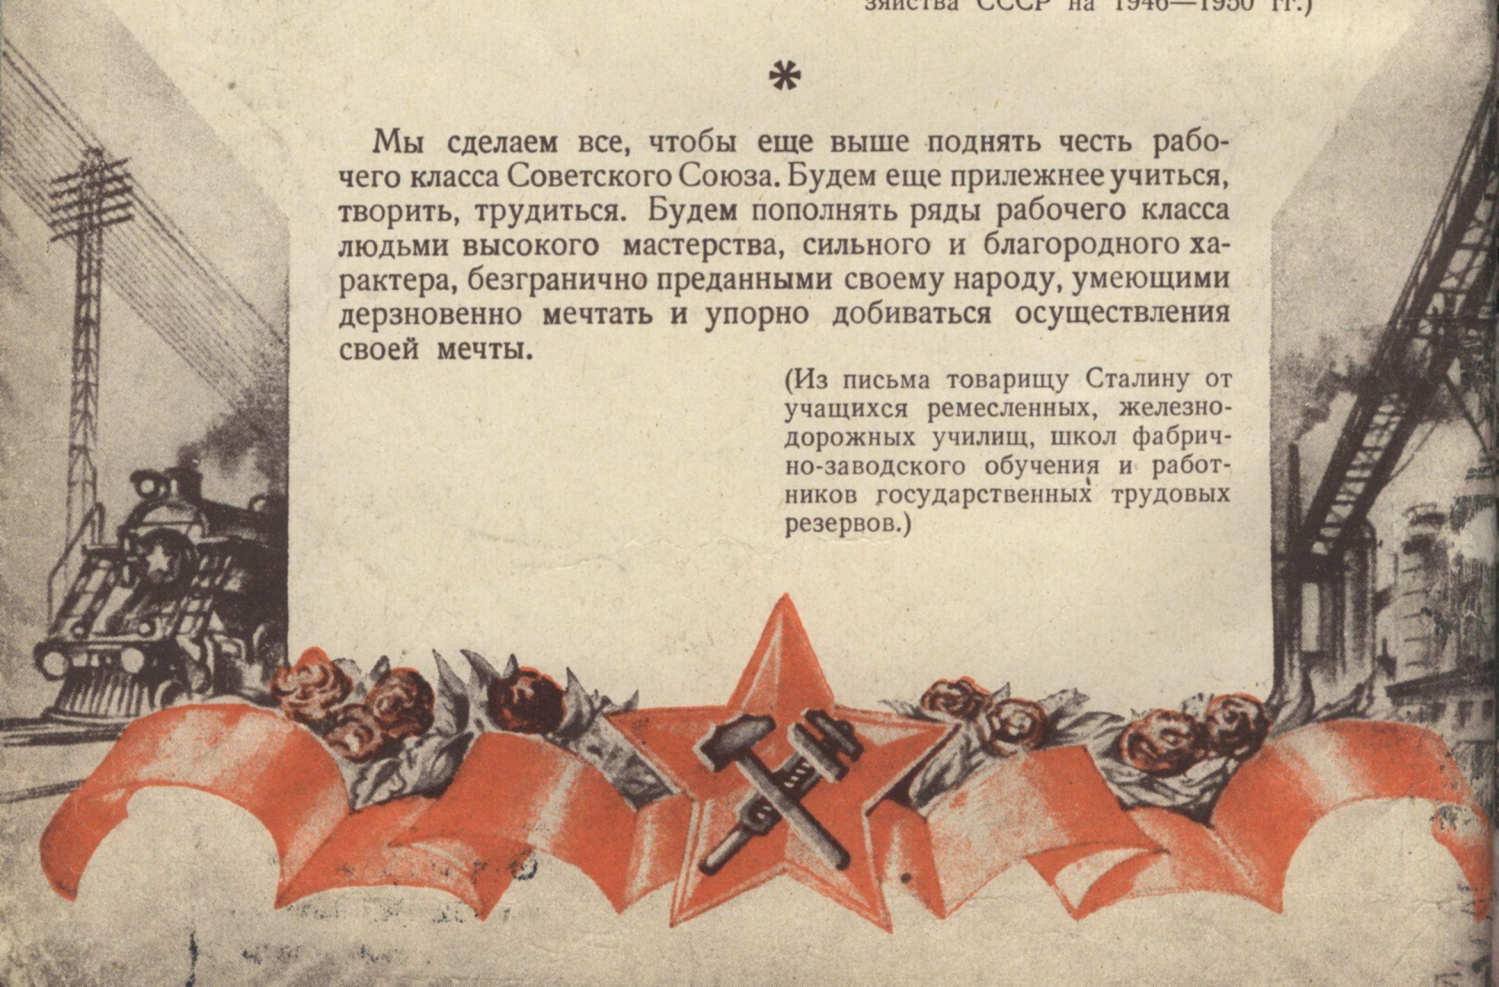 зяйства СССР на 1946—1950 гг.)
*
Мы сделаем все, чтобы еще выше поднять честь рабо-
чего класса Советского Союза. Будем еще прилежнее учиться,
творить, трудиться. Будем пополнять ряды рабочего класса
людьми высокого мастерства, сильного и благородного ха-
рактера, безгранично преданными своему народу, умеющими
дерзновенно мечтать и упорно добиваться осуществления
своей мечты.
(Из письма товарищу Сталину от
учащихся ремесленных, железно-
дорожных училищ, школ фабрич-
но-заводского обучения и работ-
ников государственных трудовых
резервов.)